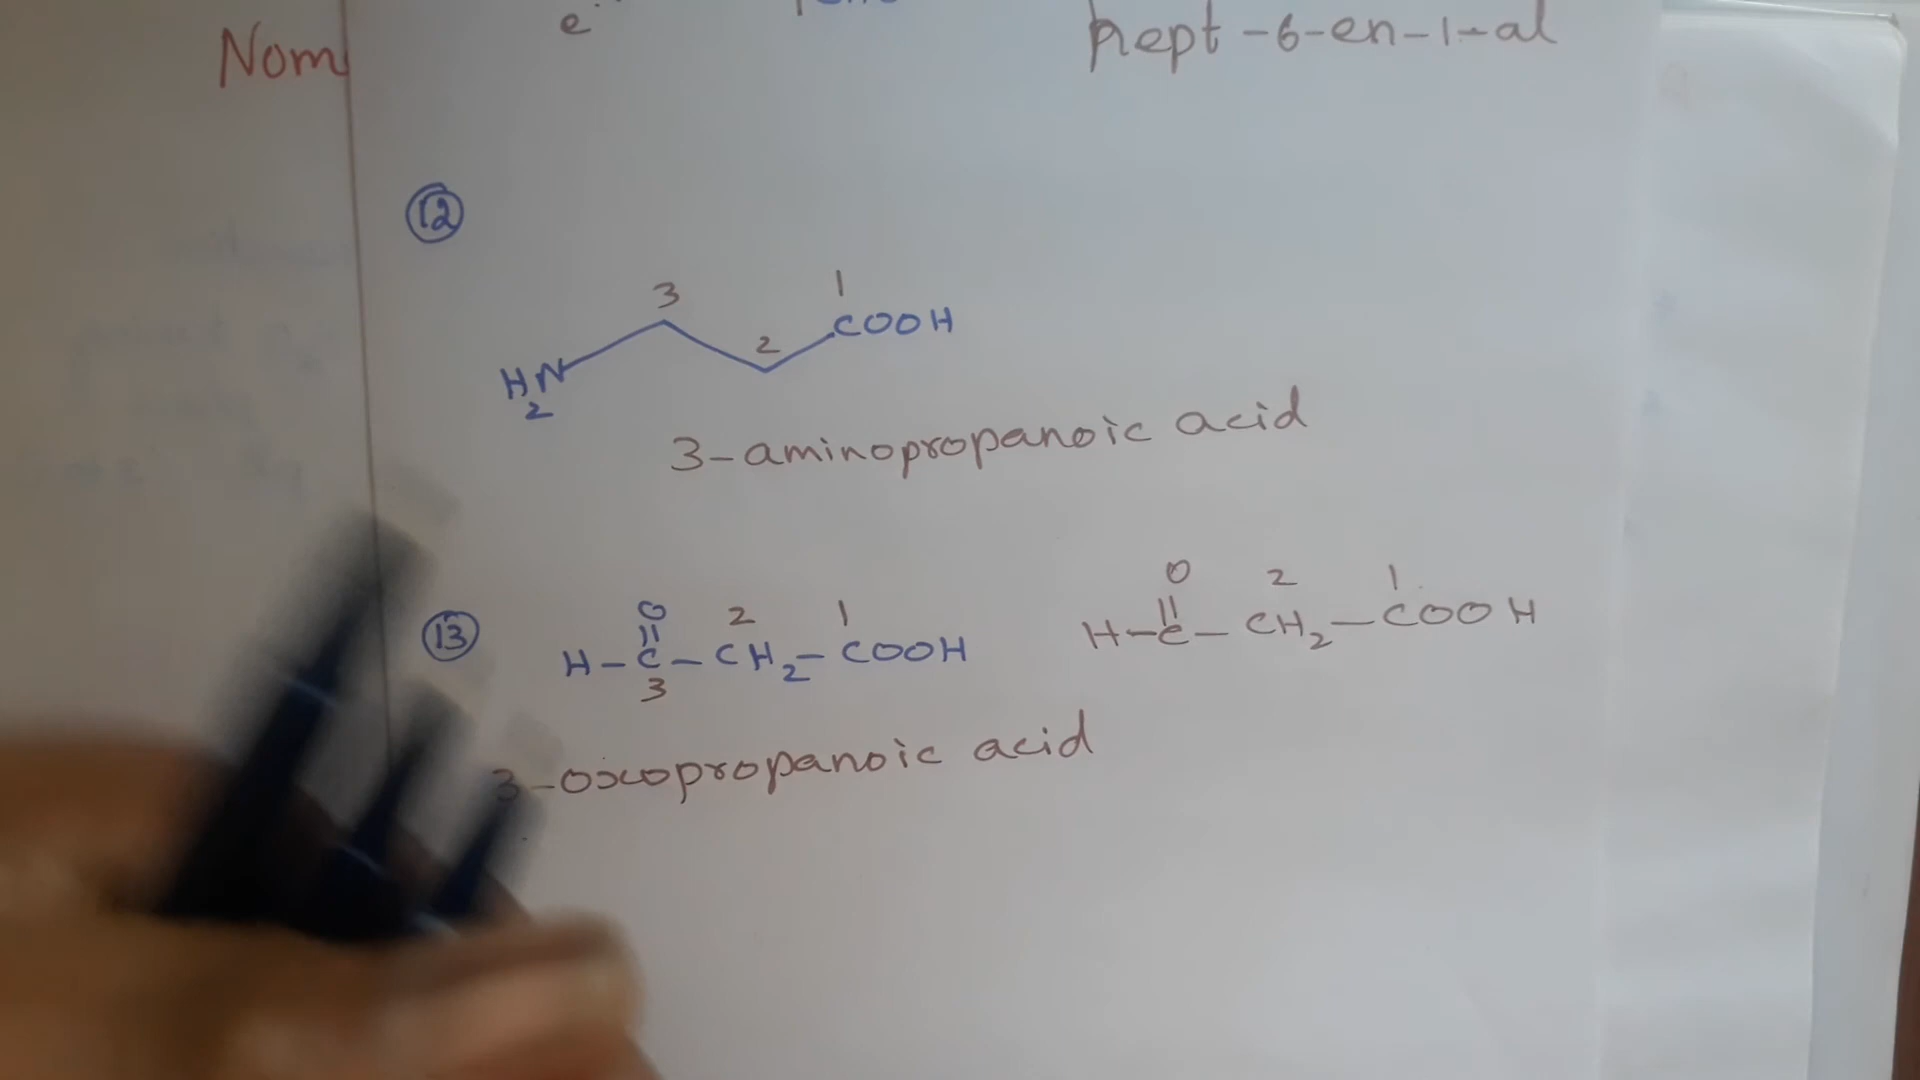 Nom
hept-6-en-1-al
12
3
1
2
H2N
COOH
3-aminopropanoic acid
13
O
2
1
H-C-CH2-COOH
3
O
2
1
H-C-CH2-COOH
3-oxopropanoic acid